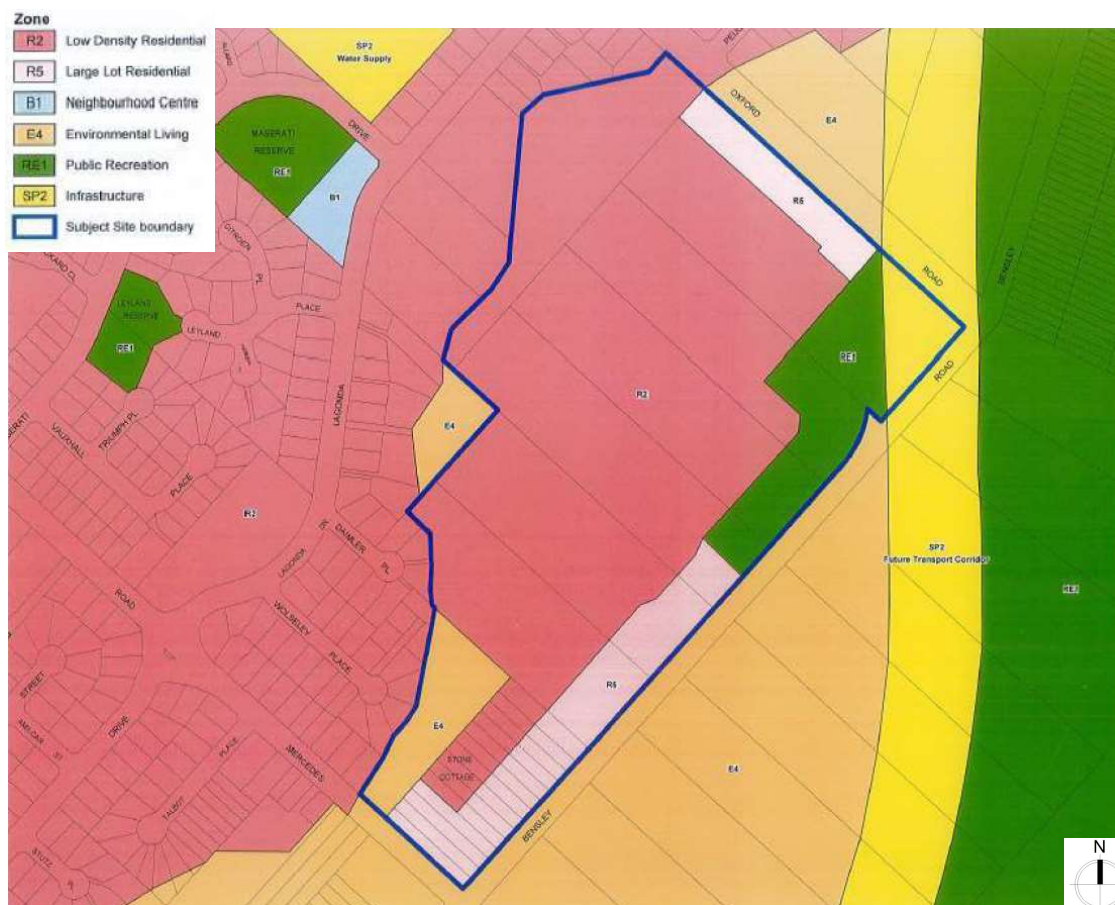 Zone
R2 Low Density Residential
R5 Large Lot Residential
B1 Neighbourhood Centre
E4 Environmental Living
RE1 Public Recreation
SP2 Infrastructure
Subject Site boundary
SP2
Water Supply
DRIVE
MASERATI
RESERVE
RE1
B1
OXFORD
E4
R5
ROAD
BENSLEY
CITROEN
PL
PLACE
LEYLAND
RESERVE
RE1
LEYLAND
TRIUMPH PL
VAUXHALL
PLACE
LAGONDA
E4
R2
RE1
ROAD
R2
DAIMLER
PL
LAGONDA
SP2
Future Transport Corridor
RE1
ROAD
WOLSELEY
PLACE
STREET
DRIVE
PLACE
MERCEDES
TALBOT
STUTZ
PL
E4
R5
STONE
COTTAGE
E4
BENSLEY
N